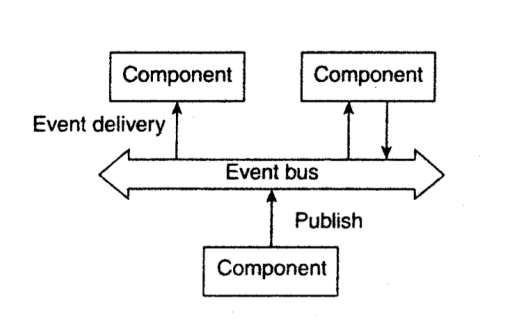 Component
Component
Event delivery
Event bus
Publish
Component